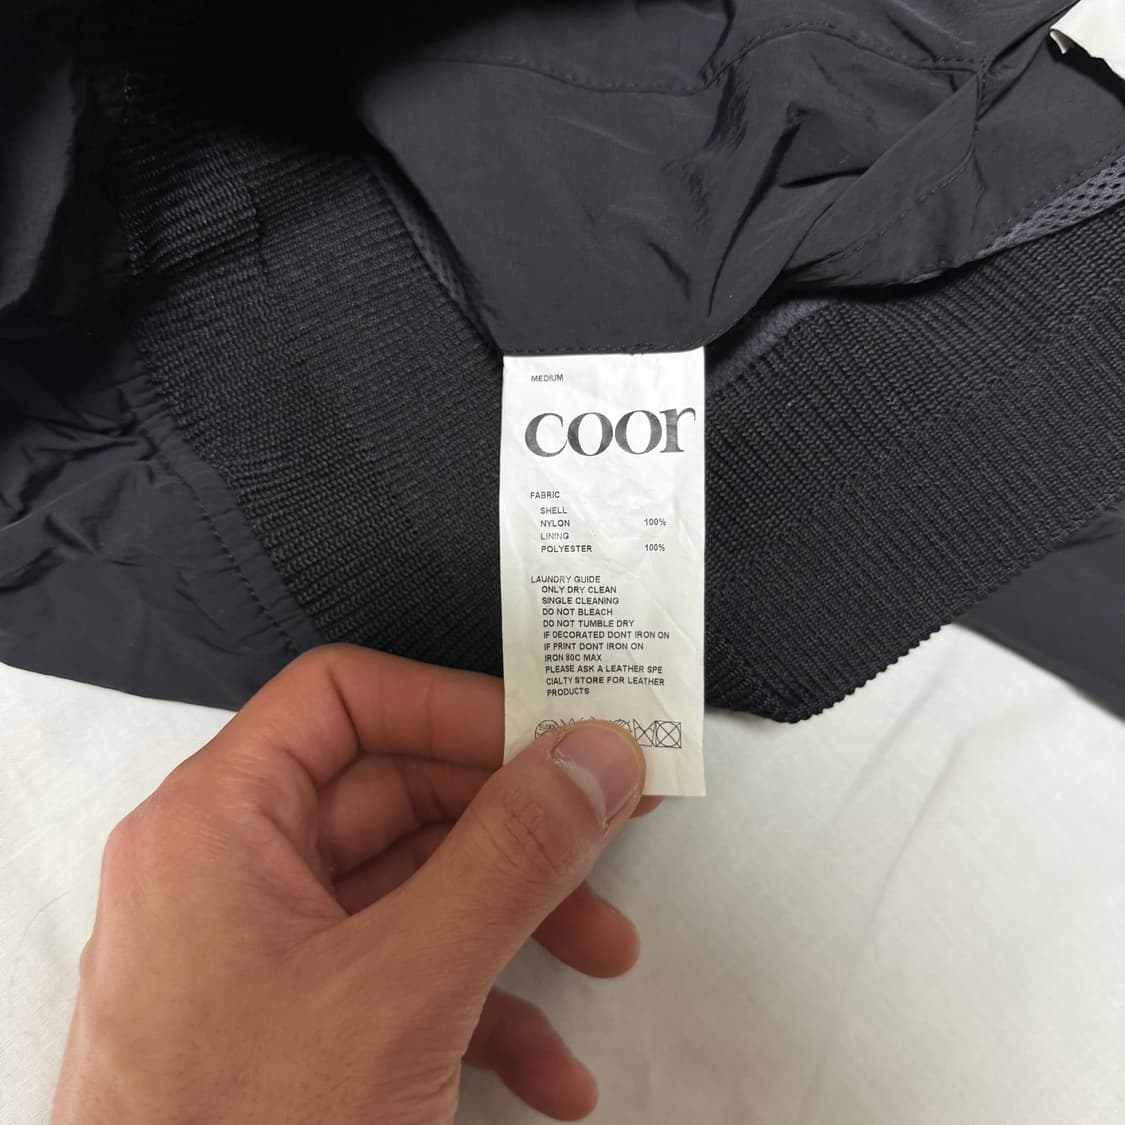 MEDIUM
coor
FABRIC
SHELL
NYLON 100%
LINING
POLYESTER 100%
LAUNDRY GUIDE
ONLY DRY CLEAN
SINGLE CLEANING
DO NOT BLEACH
DO NOT TUMBLE DRY
IF DECORATED DONT IRON ON
IF PRINT DONT IRON ON
IRON 80C MAX
PLEASE ASK A LEATHER SPE
CIALTY STORE FOR LEATHER
PRODUCTS